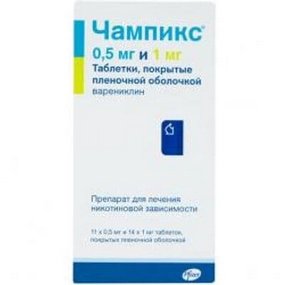 Чампикс®
0,5 мг и 1 мг
Таблетки, покрытые
пленочной оболочкой
варениклин
Препарат для лечения
никотиновой зависимости
11 x 0,5 мг и 14 x 1 мг таблеток,
покрытых пленочной оболочкой
Pfizer